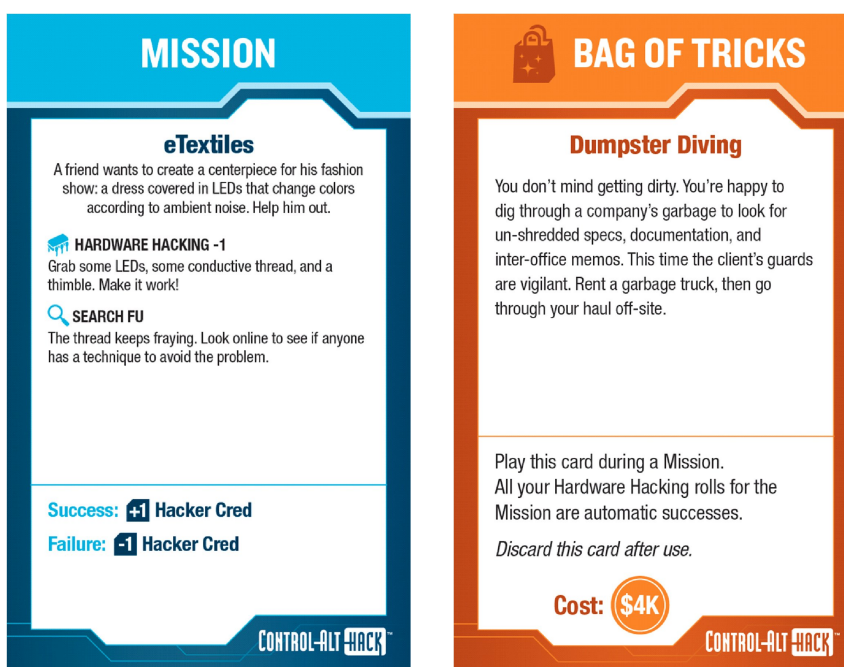 MISSION
eTextiles
A friend wants to create a centerpiece for his fashion
show: a dress covered in LEDs that change colors
according to ambient noise. Help him out.
HARDWARE HACKING -1
Grab some LEDs, some conductive thread, and a
thimble. Make it work!
SEARCH FU
The thread keeps fraying. Look online to see if anyone
has a technique to avoid the problem.
Success: +1 Hacker Cred
Failure: -1 Hacker Cred
CONTROL-ALT HACK™
BAG OF TRICKS
Dumpster Diving
You don’t mind getting dirty. You’re happy to
dig through a company’s garbage to look for
un-shredded specs, documentation, and
inter-office memos. This time the client’s guards
are vigilant. Rent a garbage truck, then go
through your haul off-site.
Play this card during a Mission.
All your Hardware Hacking rolls for the
Mission are automatic successes.
Discard this card after use.
Cost: $4K
CONTROL-ALT HACK™